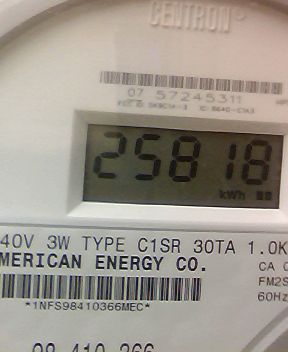 CENTRON®
07 57245311
25818
kWh
40V 3W TYPE C1SR 30TA 1.0K
MERICAN ENERGY CO.
CA
FM2S
60Hz
*1NFS98410366MEC*